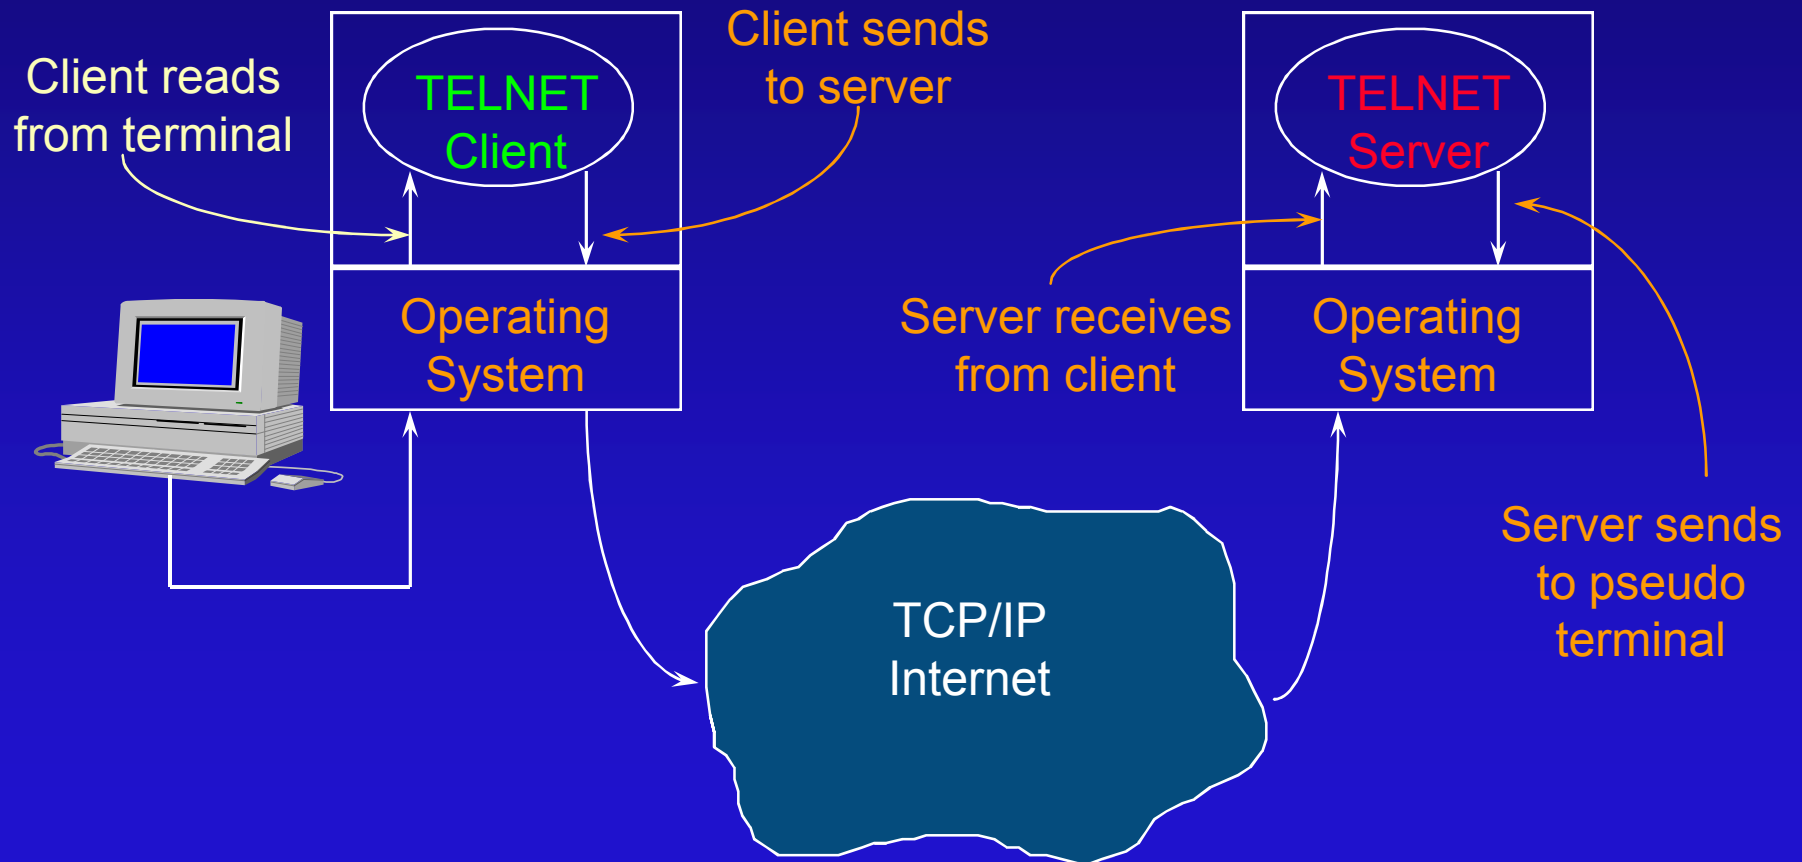 Client reads
from terminal
TELNET
Client
Client sends
to server
TELNET
Server
Operating
System
Server receives
from client
Operating
System
Server sends
to pseudo
terminal
TCP/IP
Internet